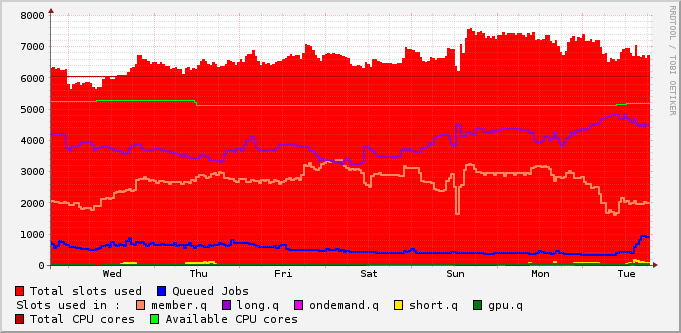 8000
7000
6000
5000
4000
3000
2000
1000
0
Wed Thu Fri Sat Sun Mon Tue
RRDTOOL / TOBI OETIKER
Total slots used Queued Jobs
Slots used in : member.q long.q ondemand.q short.q gpu.q
Total CPU cores Available CPU cores